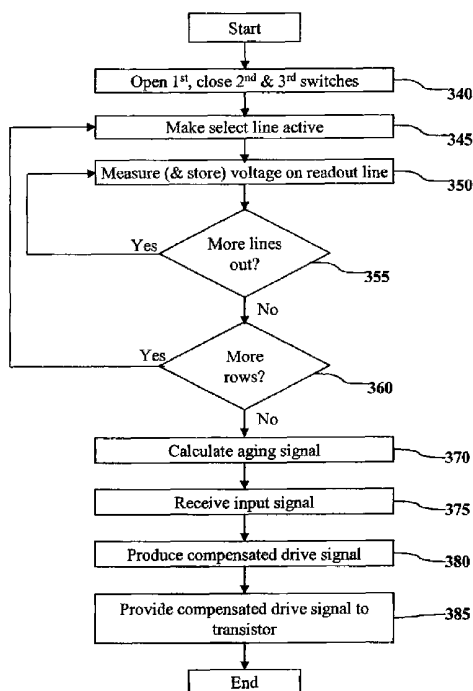 Start
Open 1st, close 2nd & 3rd switches
340
Make select line active
345
Measure (& store) voltage on readout line
350
Yes
More lines
out?
355
No
Yes
More
rows?
360
No
Calculate aging signal
370
Receive input signal
375
Produce compensated drive signal
380
Provide compensated drive signal to
transistor
385
End